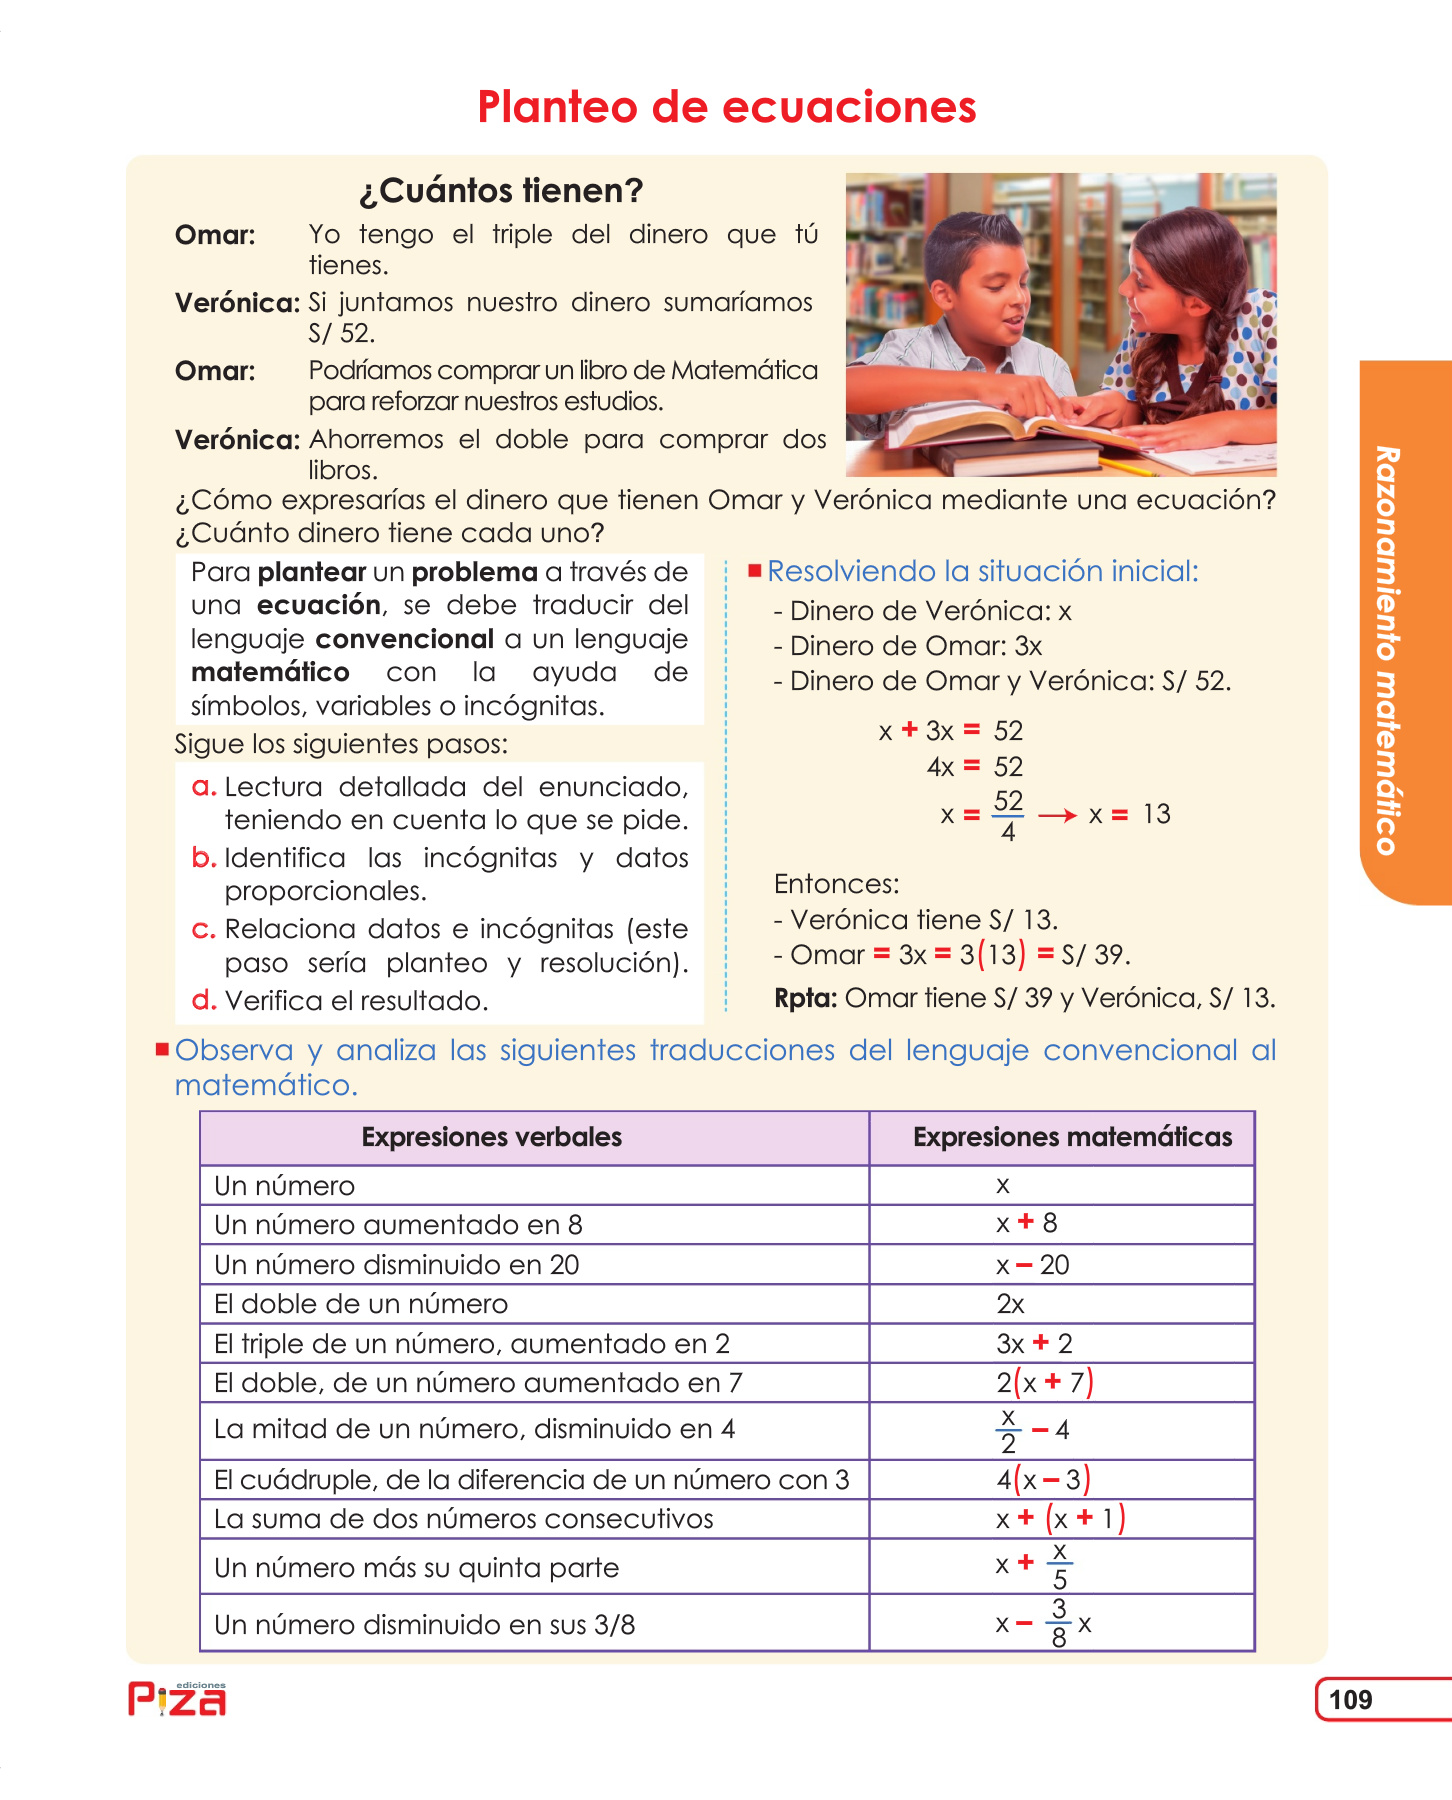 Planteo de ecuaciones
¿Cuántos tienen?
Omar: Yo tengo el triple del dinero que tú
tienes.
Verónica: Si juntamos nuestro dinero sumaríamos
S/ 52.
Omar: Podríamos comprar un libro de Matemática
para reforzar nuestros estudios.
Verónica: Ahorremos el doble para comprar dos
libros.
¿Cómo expresarías el dinero que tienen Omar y Verónica mediante una ecuación?
¿Cuánto dinero tiene cada uno?
Para plantear un problema a través de
una ecuación, se debe traducir del
lenguaje convencional a un lenguaje
matemático con la ayuda de
símbolos, variables o incógnitas.
Sigue los siguientes pasos:
a. Lectura detallada del enunciado,
teniendo en cuenta lo que se pide.
b. Identifica las incógnitas y datos
proporcionales.
c. Relaciona datos e incógnitas (este
paso sería planteo y resolución).
d. Verifica el resultado.
Resolviendo la situación inicial:
- Dinero de Verónica: x
- Dinero de Omar: 3x
- Dinero de Omar y Verónica: S/ 52.
x + 3x = 52
4x = 52
x = 52/4 → x = 13
Entonces:
- Verónica tiene S/ 13.
- Omar = 3x = 3(13) = S/ 39.
Rpta: Omar tiene S/ 39 y Verónica, S/ 13.
Observa y analiza las siguientes traducciones del lenguaje convencional al
matemático.
Expresiones verbales Expresiones matemáticas
Un número x
Un número aumentado en 8 x + 8
Un número disminuido en 20 x – 20
El doble de un número 2x
El triple de un número, aumentado en 2 3x + 2
El doble, de un número aumentado en 7 2(x + 7)
La mitad de un número, disminuido en 4 x/2 – 4
El cuádruple, de la diferencia de un número con 3 4(x – 3)
La suma de dos números consecutivos x + (x + 1)
Un número más su quinta parte x + x/5
Un número disminuido en sus 3/8 x – 3/8 x
Razonamiento matemático
ediciones
Piza
109